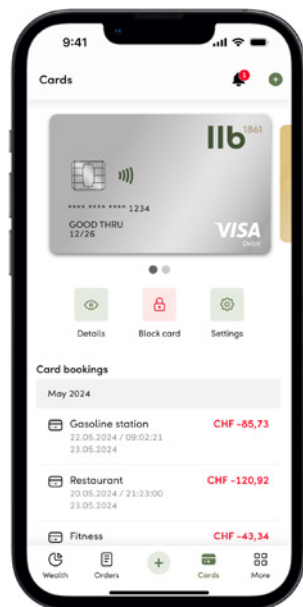 9:41
Cards
1
llb 1861
**** **** **** 1234
GOOD THRU
12/26
VISA
Debit
Details Block card Settings
Card bookings
May 2024
Gasoline station CHF -85,73
22.05.2024 / 09:02:21
23.05.2024
Restaurant CHF -120,92
20.05.2024 / 21:23:00
23.05.2024
Fitness CHF -43,34
Wealth Orders Cards More